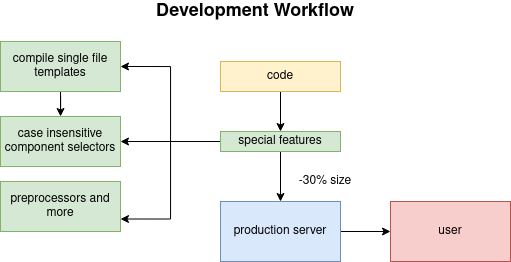 Development Workflow
compile single file
templates
code
case insensitive
component selectors
special features
-30% size
preprocessors and
more
production server
user